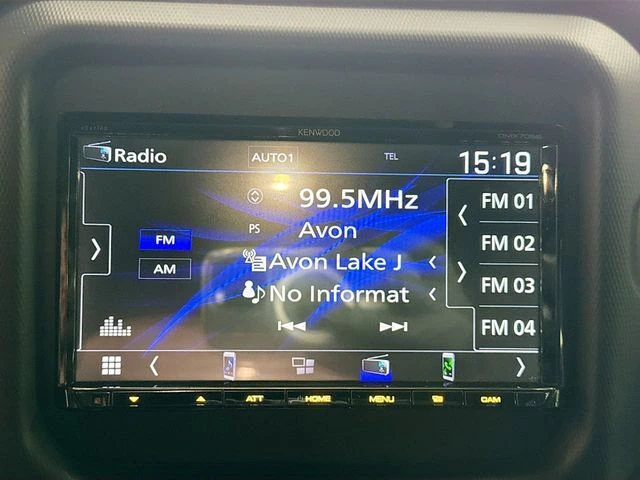 KENWOOD
Radio
AUTO1
TEL
15:19
99.5MHz
PS
Avon
Avon Lake J
No Informat
FM
AM
FM 01
FM 02
FM 03
FM 04
ATT
HOME
MENU
CAM